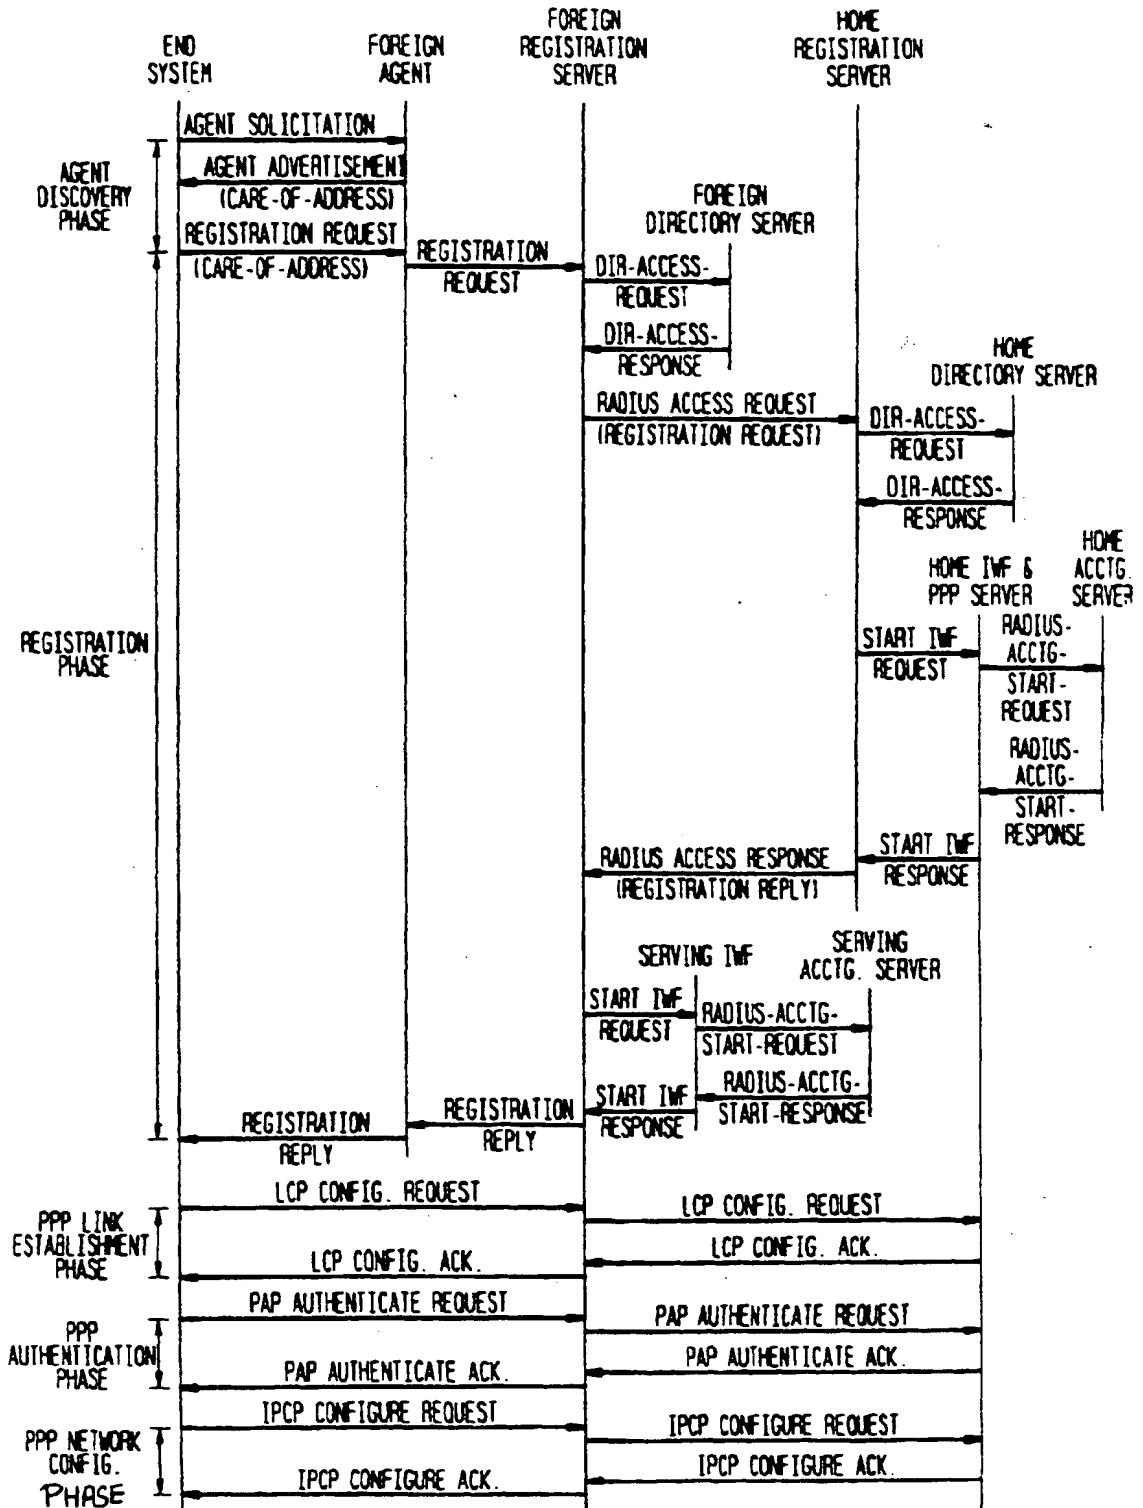 END
SYSTEM
FOREIGN
AGENT
FOREIGN
REGISTRATION
SERVER
HOME
REGISTRATION
SERVER
AGENT SOLICITATION
AGENT
DISCOVERY
PHASE
AGENT ADVERTISEMENT
(CARE-OF-ADDRESS)
FOREIGN
DIRECTORY SERVER
REGISTRATION REQUEST
(CARE-OF-ADDRESS)
REGISTRATION
REQUEST
DIR-ACCESS-
REQUEST
DIR-ACCESS-
RESPONSE
HOME
DIRECTORY SERVER
RADIUS ACCESS REQUEST
(REGISTRATION REQUEST)
DIR-ACCESS-
REQUEST
DIR-ACCESS-
RESPONSE
HOME IWF &
PPP SERVER
HOME
ACCTG.
SERVER
REGISTRATION
PHASE
START IWF
REQUEST
RADIUS-
ACCTG-
START-
REQUEST
RADIUS-
ACCTG-
START-
RESPONSE
START IWF
RESPONSE
RADIUS ACCESS RESPONSE
(REGISTRATION REPLY)
SERVING IWF
SERVING
ACCTG. SERVER
START IWF
REQUEST
RADIUS-ACCTG-
START-REQUEST
RADIUS-ACCTG-
START-RESPONSE
START IWF
RESPONSE
REGISTRATION
REPLY
REGISTRATION
REPLY
LCP CONFIG. REQUEST
LCP CONFIG. REQUEST
PPP LINK
ESTABLISHMENT
PHASE
LCP CONFIG. ACK.
LCP CONFIG. ACK.
PAP AUTHENTICATE REQUEST
PAP AUTHENTICATE REQUEST
PPP
AUTHENTICATION
PHASE
PAP AUTHENTICATE ACK.
PAP AUTHENTICATE ACK.
IPCP CONFIGURE REQUEST
IPCP CONFIGURE REQUEST
PPP NETWORK
CONFIG.
PHASE
IPCP CONFIGURE ACK.
IPCP CONFIGURE ACK.